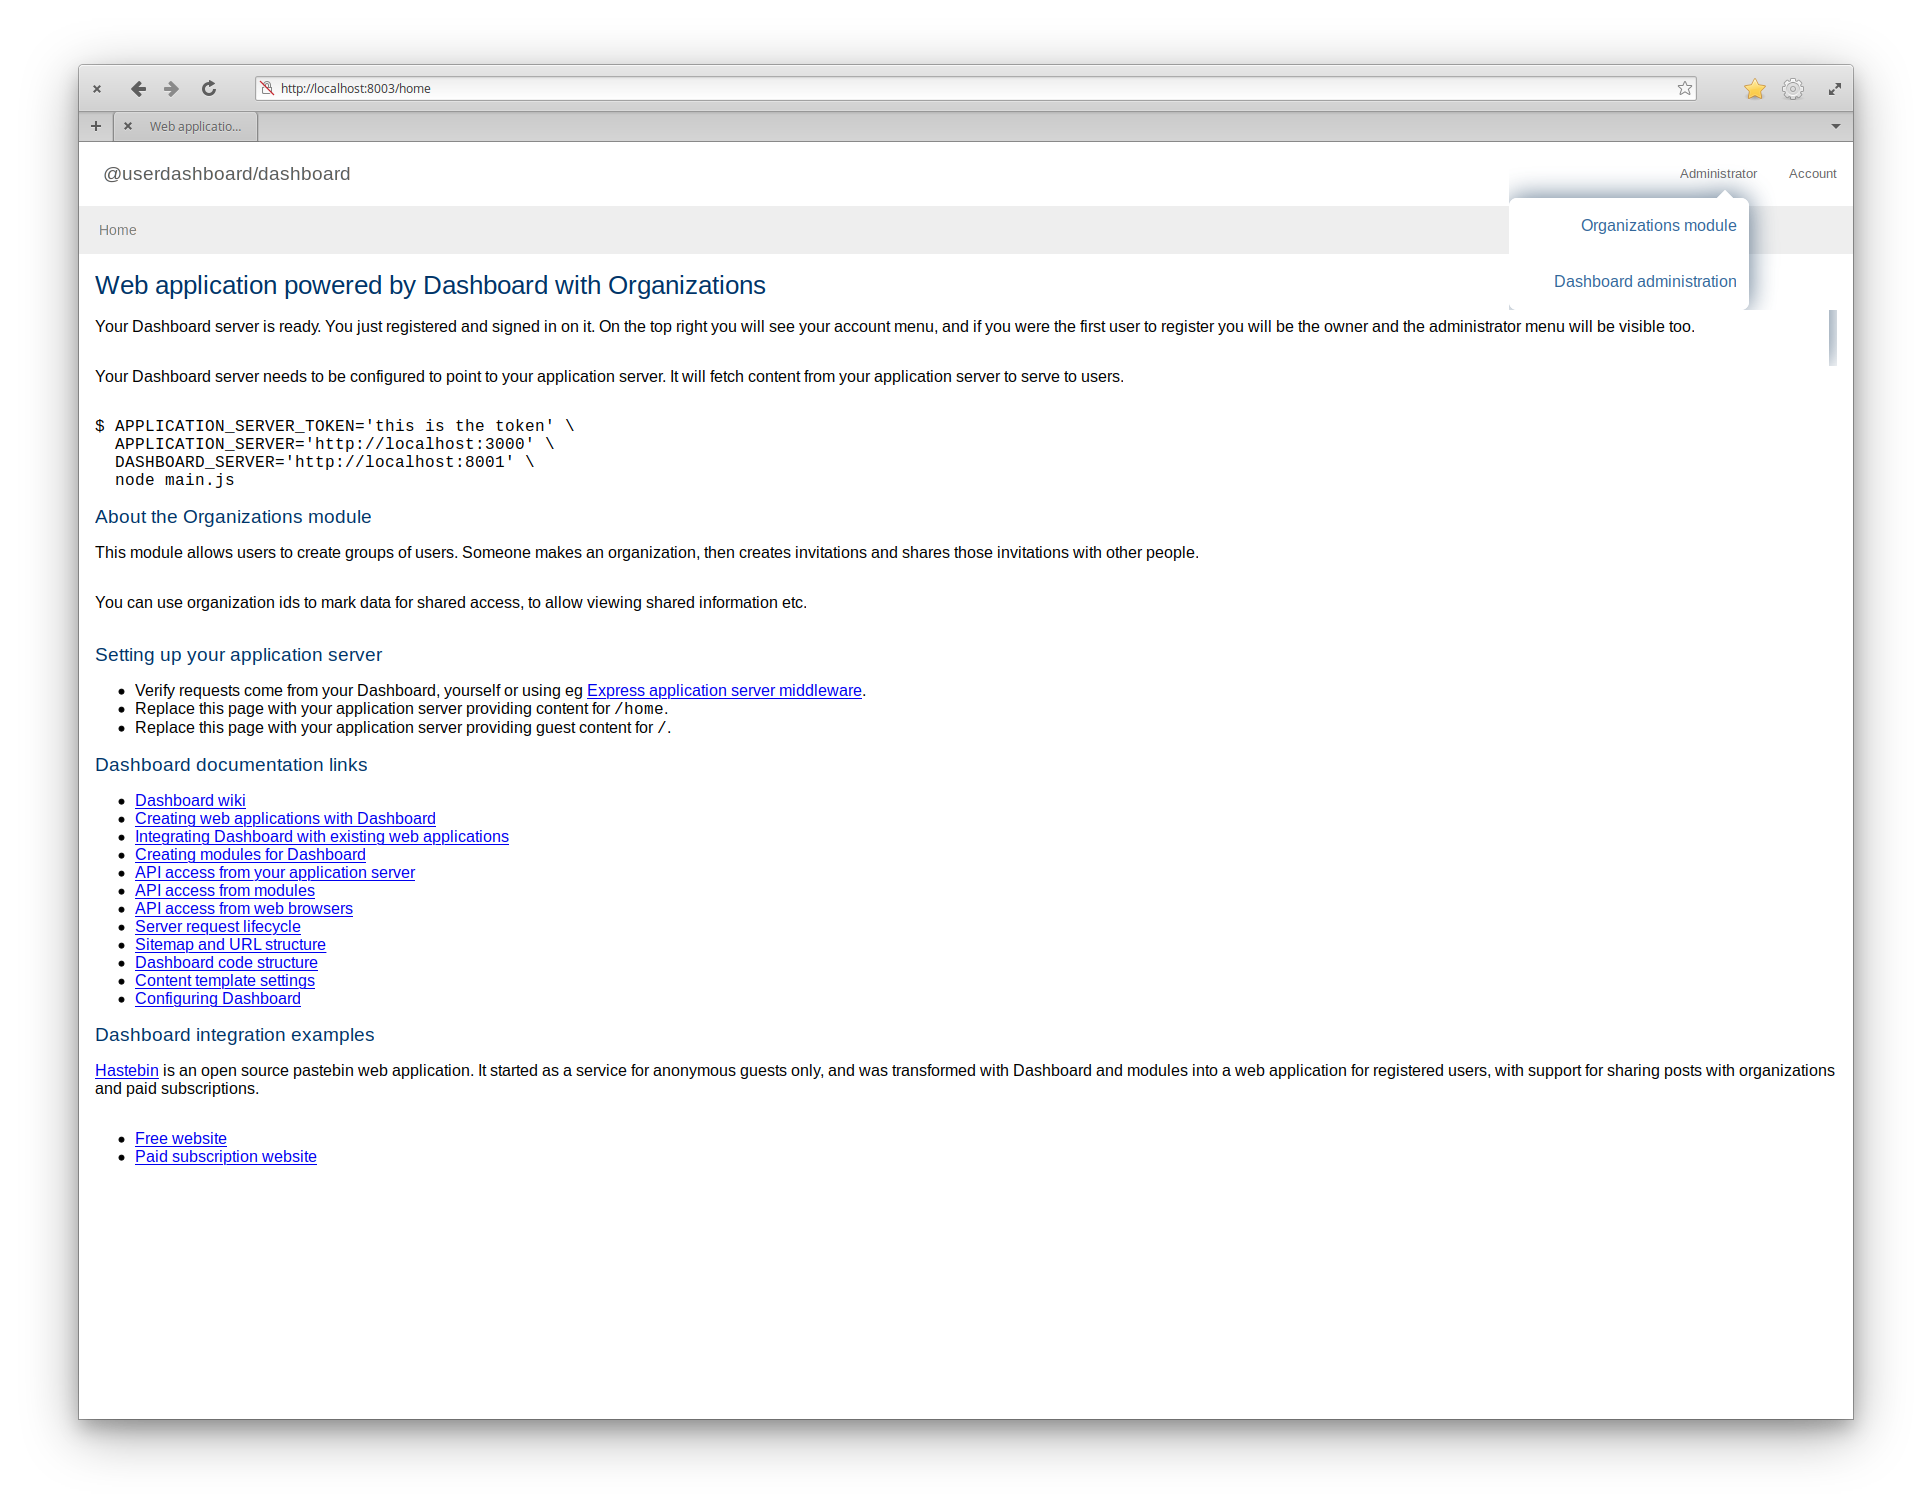 http://localhost:8003/home
Web applicatio...
@userdashboard/dashboard
Administrator
Account
Home
Organizations module
Dashboard administration
Web application powered by Dashboard with Organizations
Your Dashboard server is ready. You just registered and signed in on it. On the top right you will see your account menu, and if you were the first user to register you will be the owner and the administrator menu will be visible too.
Your Dashboard server needs to be configured to point to your application server. It will fetch content from your application server to serve to users.
$ APPLICATION_SERVER_TOKEN='this is the token' \
  APPLICATION_SERVER='http://localhost:3000' \
  DASHBOARD_SERVER='http://localhost:8001' \
  node main.js
About the Organizations module
This module allows users to create groups of users. Someone makes an organization, then creates invitations and shares those invitations with other people.
You can use organization ids to mark data for shared access, to allow viewing shared information etc.
Setting up your application server
• Verify requests come from your Dashboard, yourself or using eg Express application server middleware.
• Replace this page with your application server providing content for /home.
• Replace this page with your application server providing guest content for /.
Dashboard documentation links
• Dashboard wiki
• Creating web applications with Dashboard
• Integrating Dashboard with existing web applications
• Creating modules for Dashboard
• API access from your application server
• API access from modules
• API access from web browsers
• Server request lifecycle
• Sitemap and URL structure
• Dashboard code structure
• Content template settings
• Configuring Dashboard
Dashboard integration examples
Hastebin is an open source pastebin web application. It started as a service for anonymous guests only, and was transformed with Dashboard and modules into a web application for registered users, with support for sharing posts with organizations
and paid subscriptions.
• Free website
• Paid subscription website